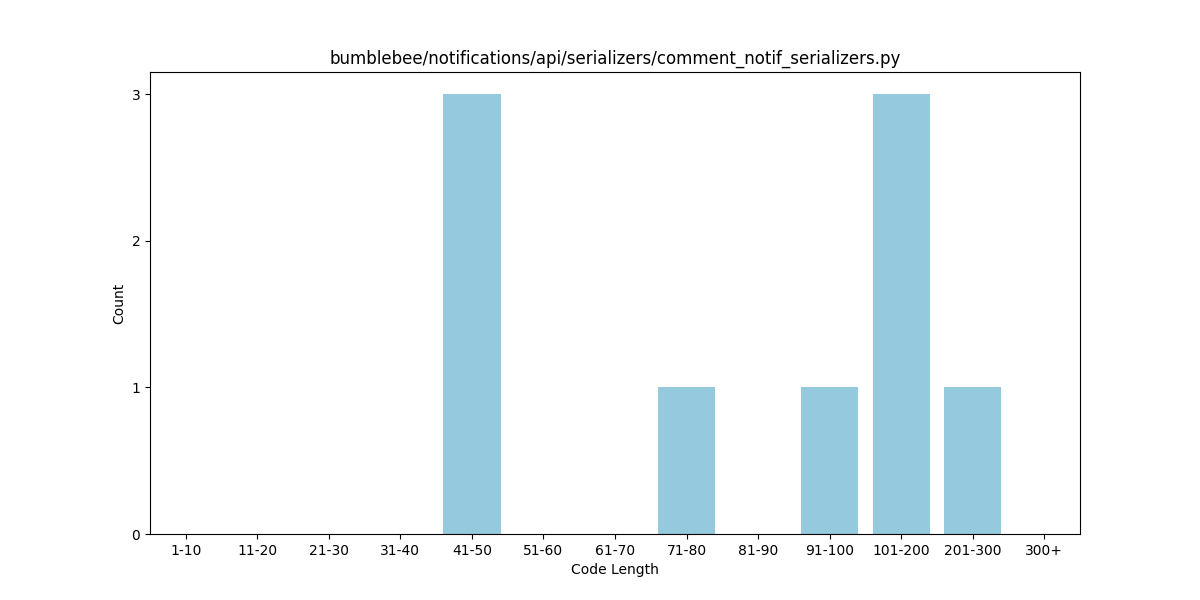 bumblebee/notifications/api/serializers/comment_notif_serializers.py
3
2
1
0
Count
1-10 11-20 21-30 31-40 41-50 51-60 61-70 71-80 81-90 91-100 101-200 201-300 300+
Code Length